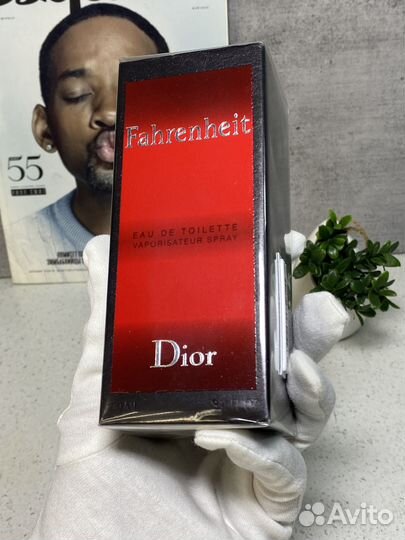 55
Fahrenheit
EAU DE TOILETTE
VAPORISATEUR SPRAY
Dior
Avito